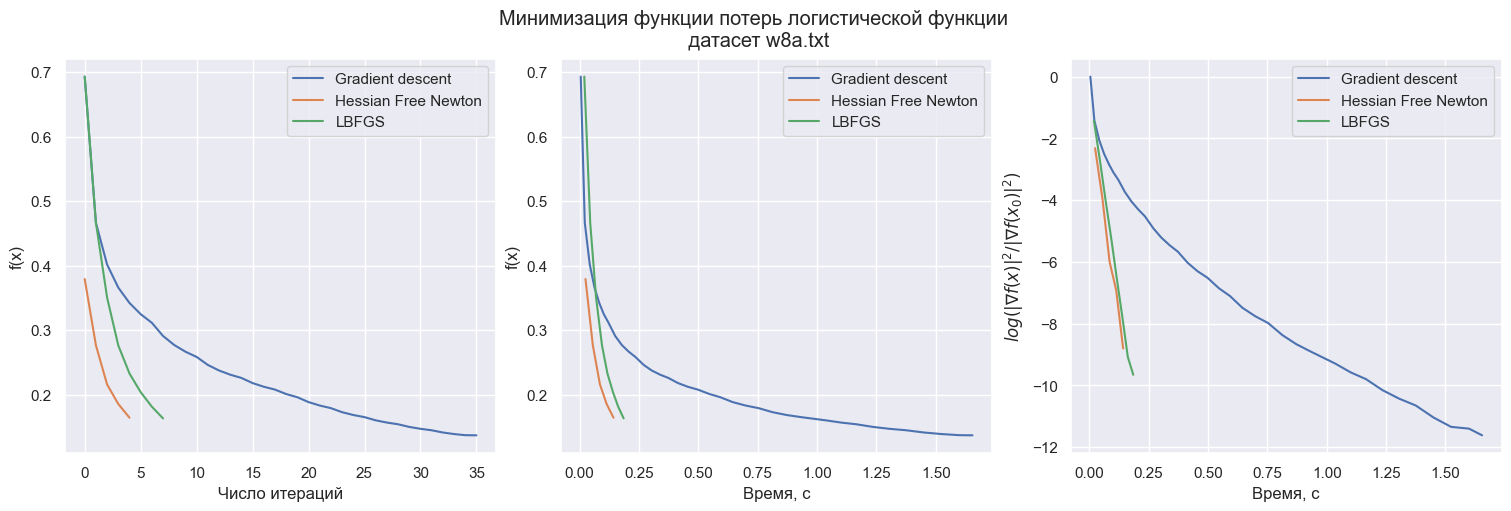 Минимизация функции потерь логистической функции
датасет w8a.txt
f(x)
0.7
0.6
0.5
0.4
0.3
0.2
Gradient descent
Hessian Free Newton
LBFGS
0 5 10 15 20 25 30 35
Число итераций
f(x)
0.7
0.6
0.5
0.4
0.3
0.2
Gradient descent
Hessian Free Newton
LBFGS
0.00 0.25 0.50 0.75 1.00 1.25 1.50
Время, с
log(|∇f(x)|²/|∇f(x₀)|²)
0
−2
−4
−6
−8
−10
−12
Gradient descent
Hessian Free Newton
LBFGS
0.00 0.25 0.50 0.75 1.00 1.25 1.50
Время, с